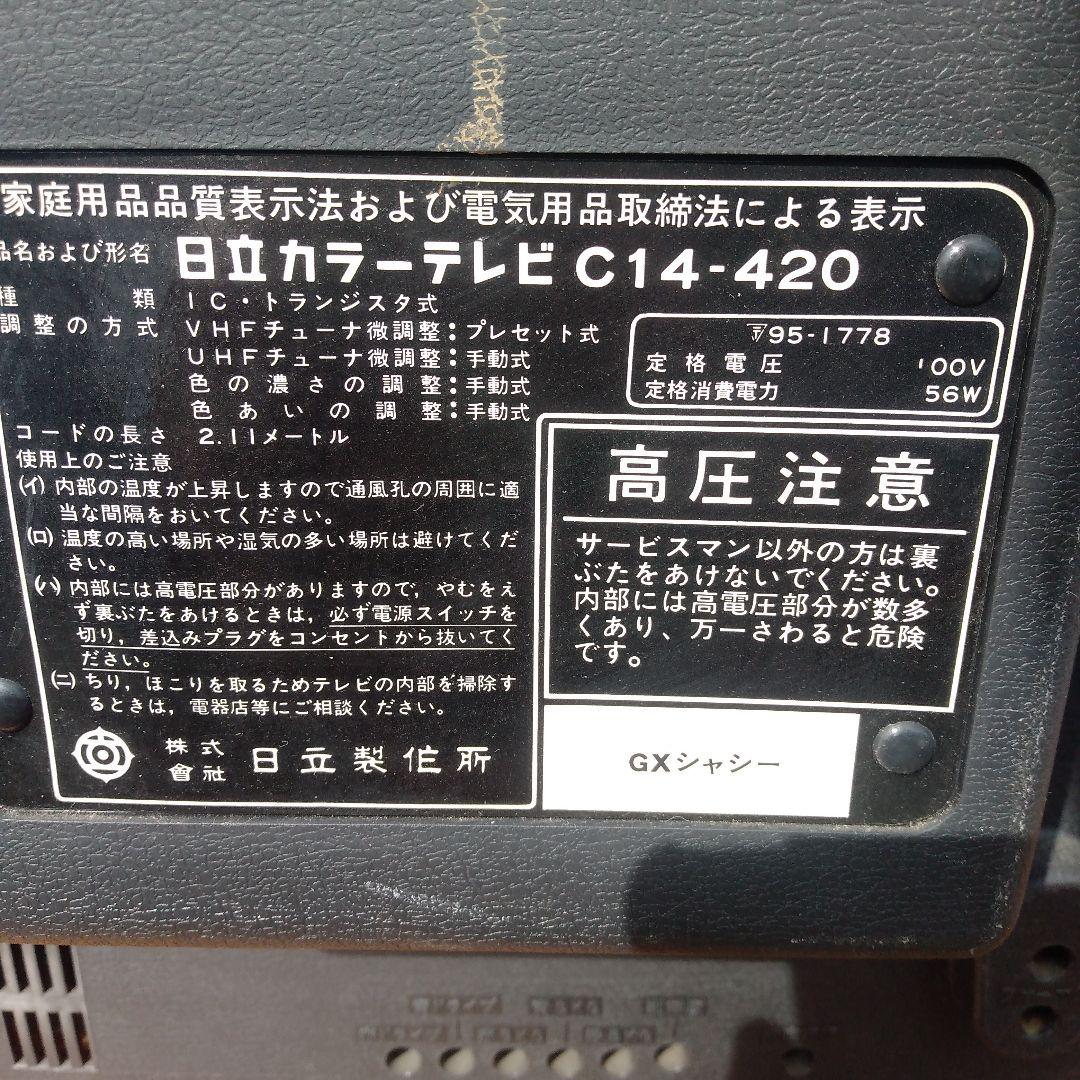 家庭用品品質表示法および電気用品取締法による表示
品名および形名 日立カラーテレビ C14-420
種類 IC・トランジスタ式
調整の方式 VHFチューナ微調整:プレセット式
UHFチューナ微調整:手動式
色の濃さの調整:手動式
色あいの調整:手動式
コードの長さ 2.11メートル
使用上のご注意
(イ) 内部の温度が上昇しますので通風孔の周囲に適
当な間隔をおいてください。
(ロ) 温度の高い場所や湿気の多い場所は避けてくだ
さい。
(ハ) 内部には高電圧部分がありますので,やむをえ
ず裏ぶたをあけるときは,必ず電源スイッチを
切り,差込みプラグをコンセントから抜いてく
ださい。
(ニ) ちり,ほこりを取るためテレビの内部を掃除す
るときは,電器店等にご相談ください。
株式會社 日立製作所
95-1778
定格電圧 100V
定格消費電力 56W
高圧注意
サービスマン以外の方は裏
ぶたをあけないでください。
内部には高電圧部分が数多
くあり、万一さわると危険
です。
GXシャシー